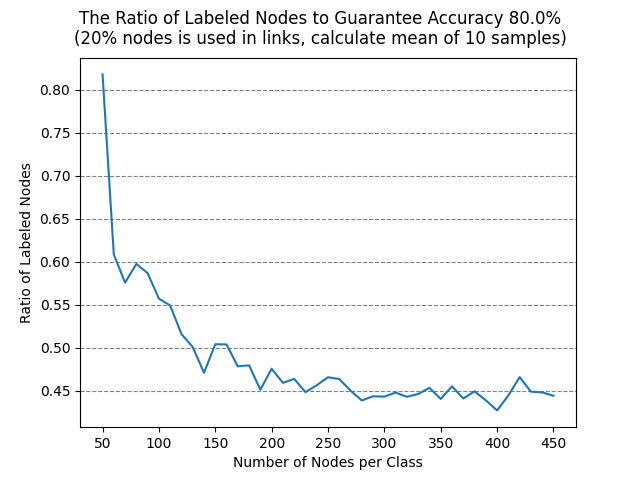 The Ratio of Labeled Nodes to Guarantee Accuracy 80.0%
(20% nodes is used in links, calculate mean of 10 samples)
0.80
0.75
0.70
0.65
0.60
0.55
0.50
0.45
Ratio of Labeled Nodes
50 100 150 200 250 300 350 400 450
Number of Nodes per Class